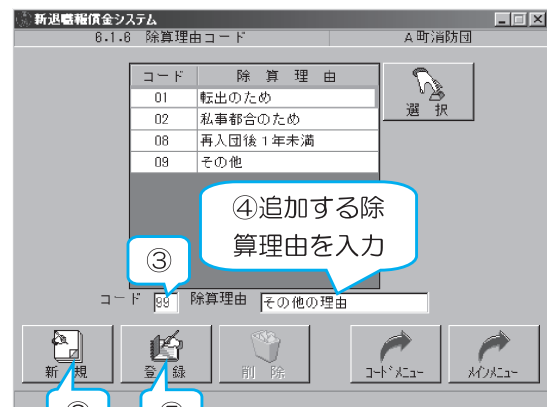 新退職報償金システム
6.1.6 除算理由コード A町消防団
コード 除算理由
01 転出のため
02 私事都合のため
08 再入団後1年未満
09 その他
選択
④追加する除
算理由を入力
③
コード 99 除算理由 その他の理由
新規 登録 削除 コードメニュー メインメニュー